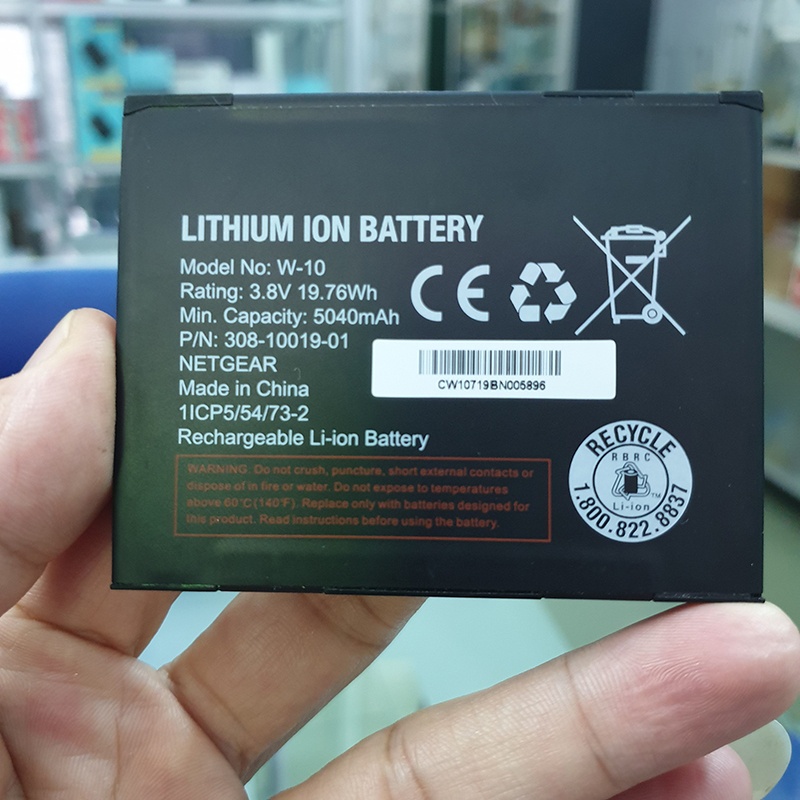 LITHIUM ION BATTERY
Model No: W-10
Rating: 3.8V 19.76Wh
Min. Capacity: 5040mAh
P/N: 308-10019-01
NETGEAR
Made in China
1ICP5/54/73-2
Rechargeable Li-ion Battery
CE
CW10719BN005896
WARNING: Do not crush, puncture, short external contacts or
dispose of in fire or water. Do not expose to temperatures
above 60°C (140°F). Replace only with batteries designed for
this product. Read instructions before using the battery.
RECYCLE
RBRC
TM
Li-ion
1.800.822.8837